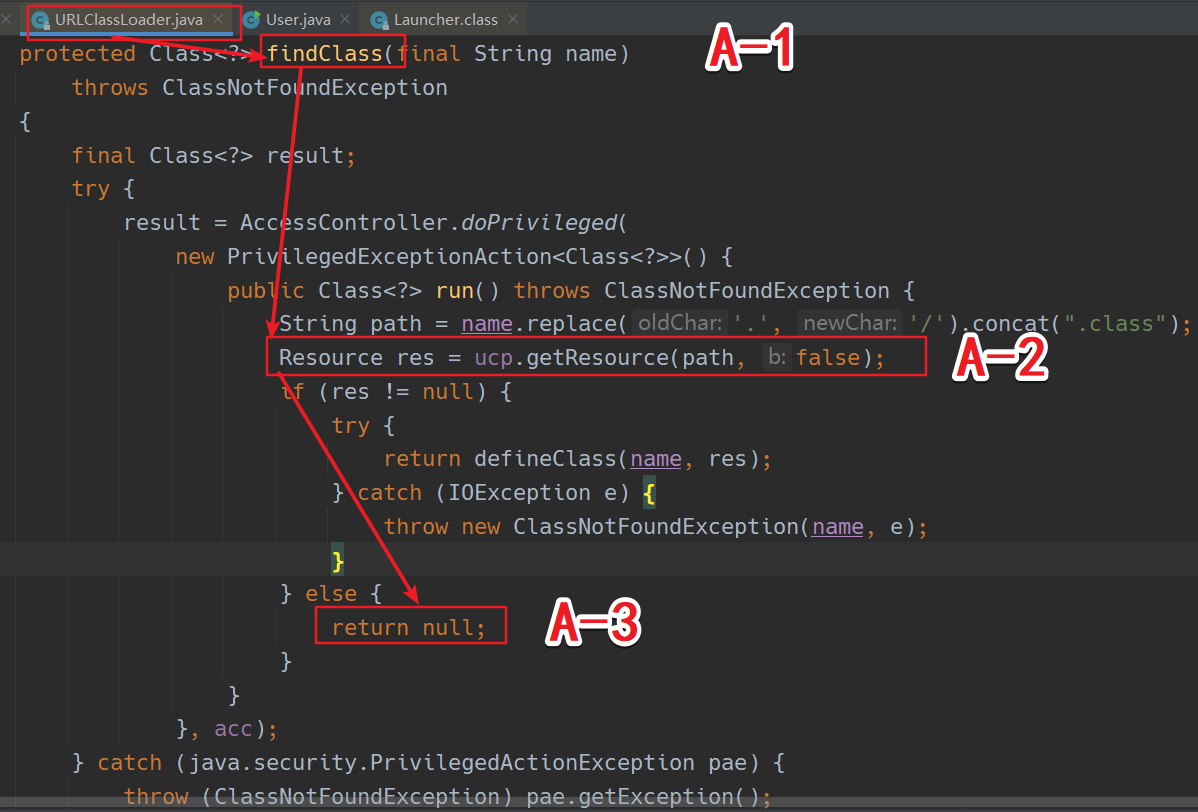 URLClassLoader.java × User.java × Launcher.class ×
protected Class<?> findClass(final String name) A-1
throws ClassNotFoundException
{
final Class<?> result;
try {
result = AccessController.doPrivileged(
new PrivilegedExceptionAction<Class<?>>() {
public Class<?> run() throws ClassNotFoundException {
String path = name.replace( oldChar: '.', newChar: '/').concat(".class");
Resource res = ucp.getResource(path, b: false); A-2
if (res != null) {
try {
return defineClass(name, res);
} catch (IOException e) {
throw new ClassNotFoundException(name, e);
}
} else {
return null; A-3
}
}
}, acc);
} catch (java.security.PrivilegedActionException pae) {
throw (ClassNotFoundException) pae.getException();